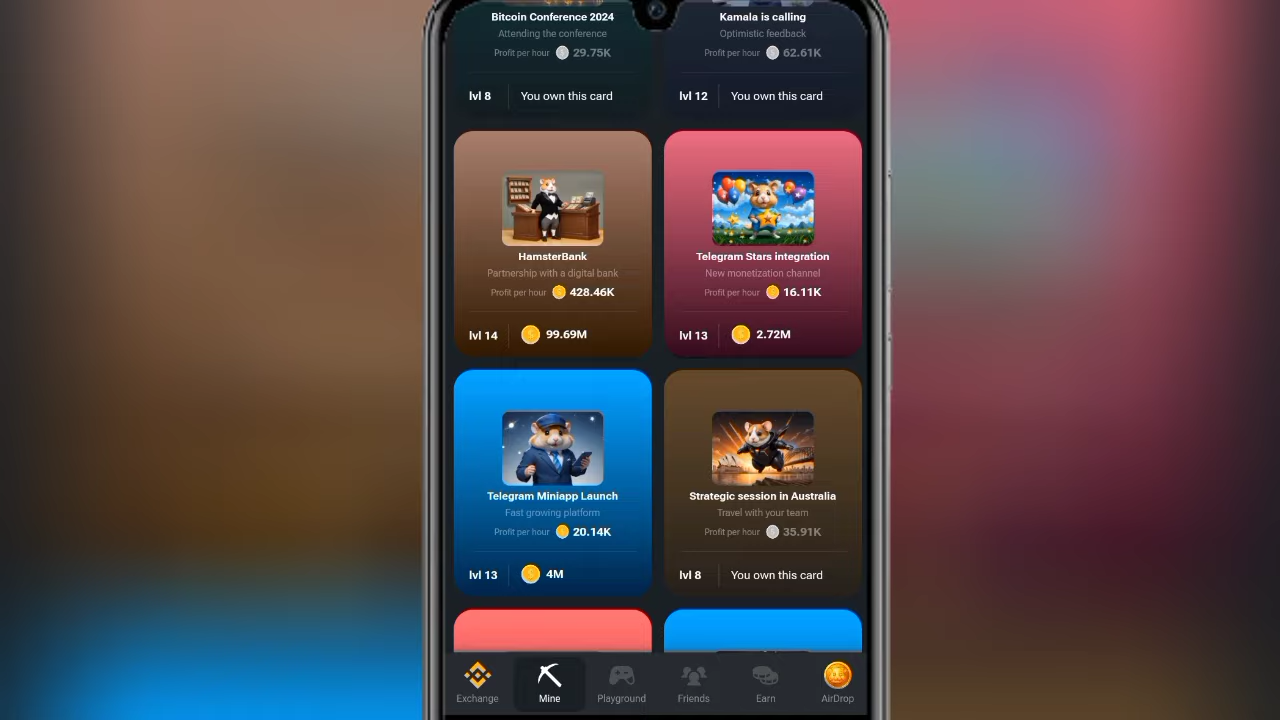 Bitcoin Conference 2024
Attending the conference
Profit per hour 29.75K
lvl 8 You own this card
Kamala is calling
Optimistic feedback
Profit per hour 62.61K
lvl 12 You own this card
HamsterBank
Partnership with a digital bank
Profit per hour 428.46K
lvl 14 99.69M
Telegram Stars integration
New monetization channel
Profit per hour 16.11K
lvl 13 2.72M
Telegram Miniapp Launch
Fast growing platform
Profit per hour 20.14K
lvl 13 4M
Strategic session in Australia
Travel with your team
Profit per hour 35.91K
lvl 8 You own this card
Exchange
Mine
Playground
Friends
Earn
AirDrop